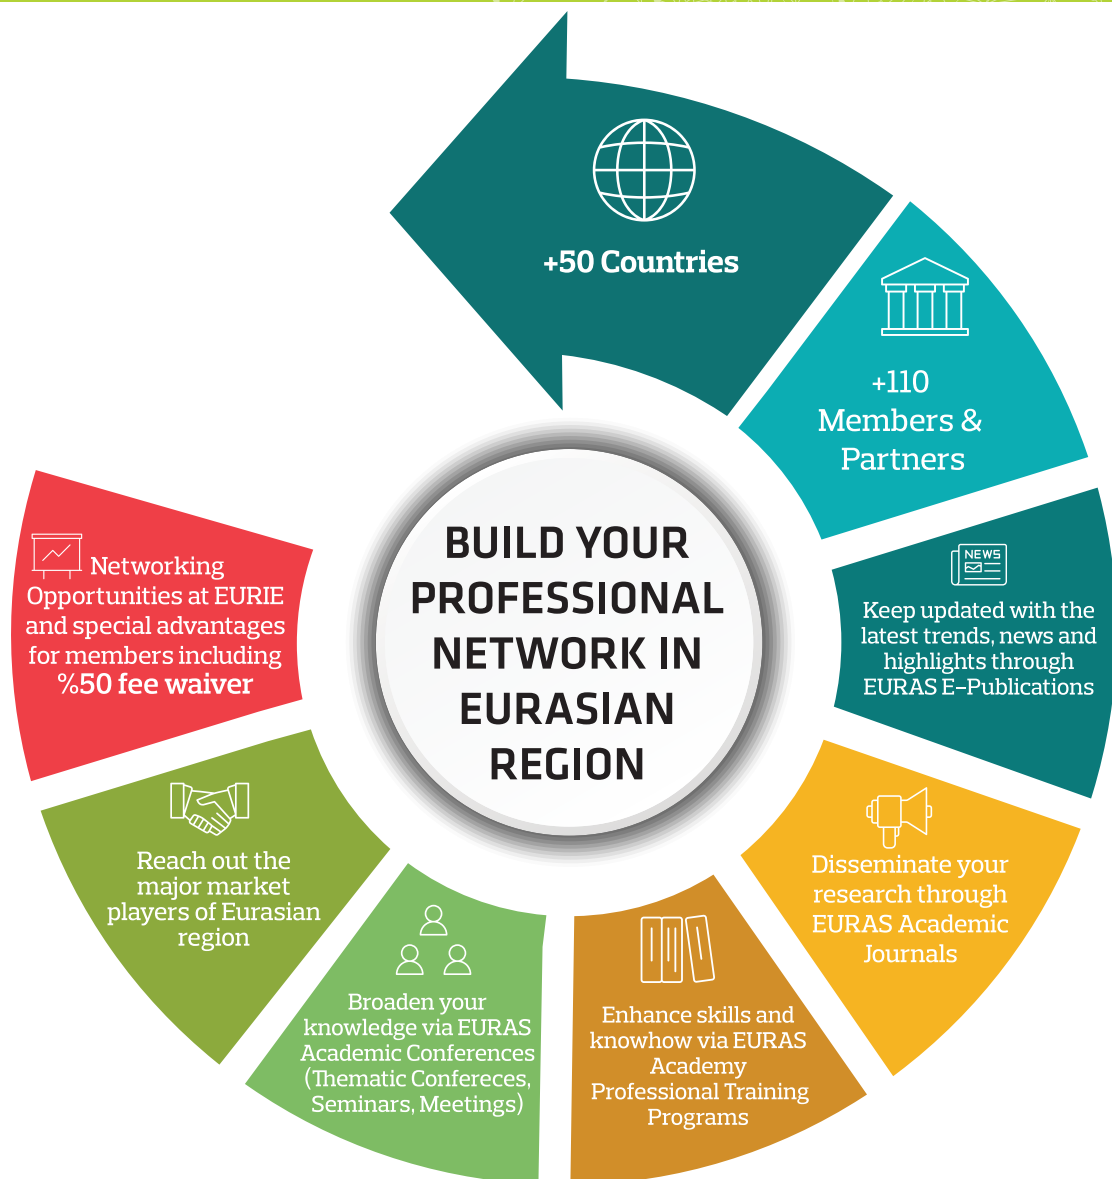 +50 Countries
+110
Members &
Partners
NEWS
Keep updated with the
latest trends, news and
highlights through
EURAS E-Publications
Disseminate your
research through
EURAS Academic
Journals
Enhance skills and
knowhow via EURAS
Academy
Professional Training
Programs
Broaden your
knowledge via EURAS
Academic Conferences
(Thematic Confereces,
Seminars, Meetings)
Reach out the
major market
players of Eurasian
region
Networking
Opportunities at EURIE
and special advantages
for members including
%50 fee waiver
BUILD YOUR
PROFESSIONAL
NETWORK IN
EURASIAN
REGION